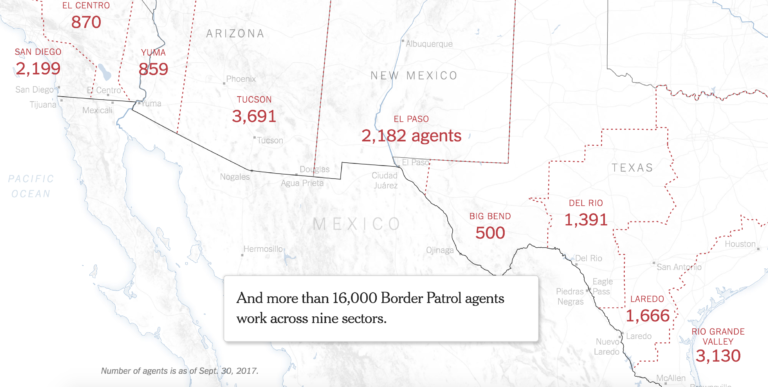 EL CENTRO
870
ARIZONA
SAN DIEGO
2,199
YUMA
859
Albuquerque
NEW MEXICO
Phoenix
San Diego
El Centro
Tijuana
Mexicali
Yuma
TUCSON
3,691
EL PASO
2,182 agents
Tucson
TEXAS
El Paso
Nogales
Douglas
Agua Prieta
Ciudad
Juárez
PACIFIC
OCEAN
DEL RIO
1,391
BIG BEND
500
MEXICO
Houston
Hermosillo
Ojinaga
Del Rio
San Antonio
Eagle
Pass
Piedras
Negras
And more than 16,000 Border Patrol agents
work across nine sectors.
LAREDO
1,666
RIO GRANDE
VALLEY
3,130
Nuevo
Laredo
Laredo
Number of agents is as of Sept. 30, 2017.
McAllen